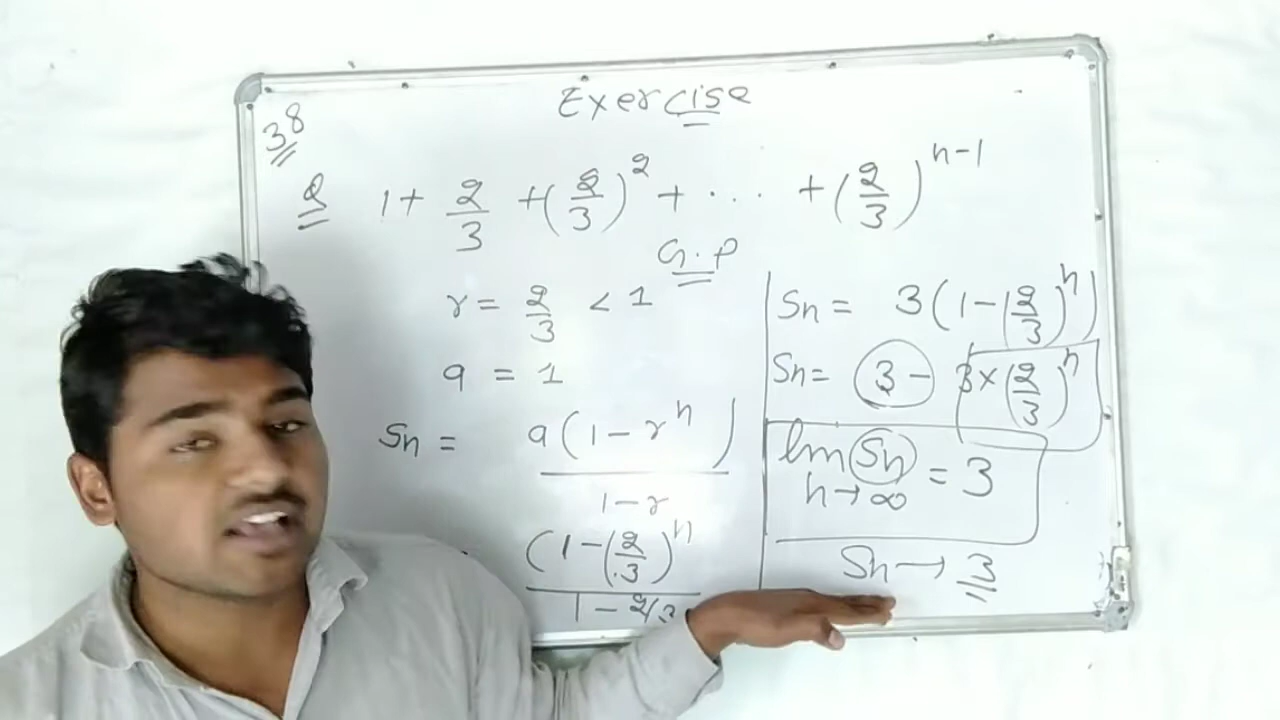 Exercise
38
Q 1 + 2/3 + (2/3)^2 + .... + (2/3)^n-1
G.P
r = 2/3 < 1
a = 1
Sn = a(1-r^n)/1-r
(1-(2/3)^n)/1-2/3
Sn = 3(1-(2/3)^n)
Sn = 3 - 3×(2/3)^n
lm(Sn) = 3
n→∞
Sn → 3